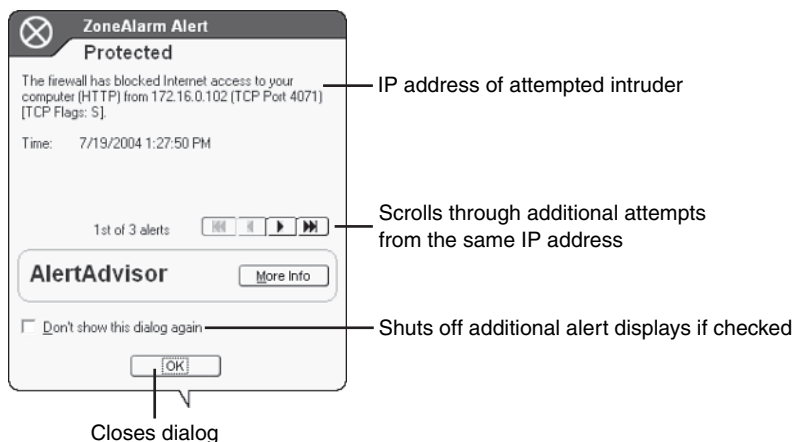 ZoneAlarm Alert
Protected
The firewall has blocked Internet access to your
computer (HTTP) from 172.16.0.102 (TCP Port 4071)
[TCP Flags: S].
IP address of attempted intruder
Time: 7/19/2004 1:27:50 PM
1st of 3 alerts
Scrolls through additional attempts
from the same IP address
AlertAdvisor
More Info
Don't show this dialog again
Shuts off additional alert displays if checked
OK
Closes dialog